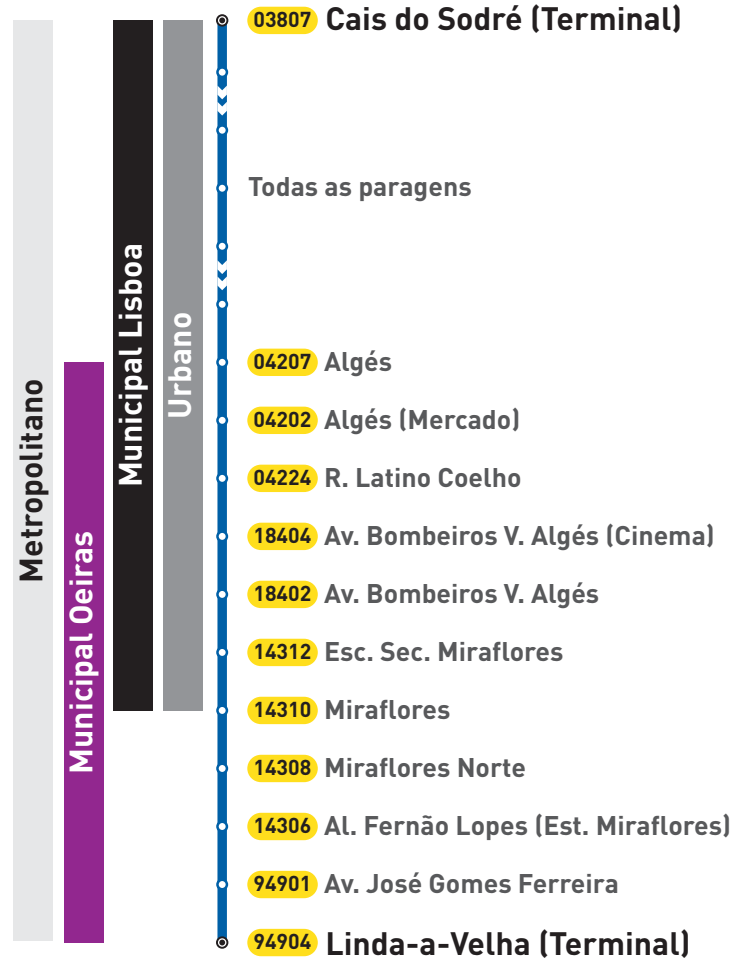 Metropolitano
Municipal Oeiras
Municipal Lisboa
Urbano
03807 Cais do Sodré (Terminal)
Todas as paragens
04207 Algés
04202 Algés (Mercado)
04224 R. Latino Coelho
18404 Av. Bombeiros V. Algés (Cinema)
18402 Av. Bombeiros V. Algés
14312 Esc. Sec. Miraflores
14310 Miraflores
14308 Miraflores Norte
14306 Al. Fernão Lopes (Est. Miraflores)
94901 Av. José Gomes Ferreira
94904 Linda-a-Velha (Terminal)